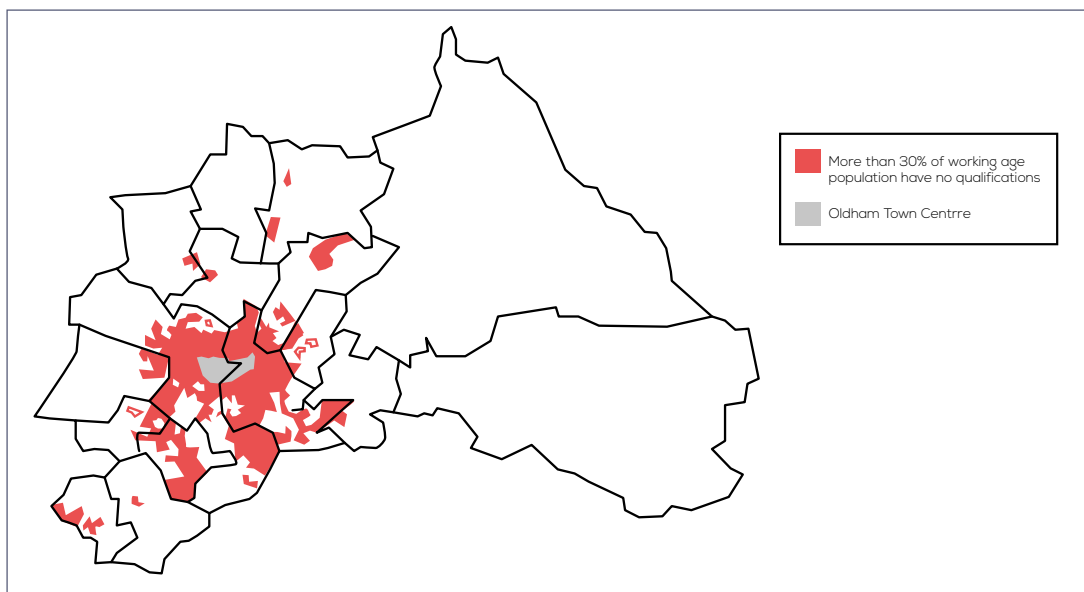 More than 30% of working age
population have no qualifications
Oldham Town Centrre